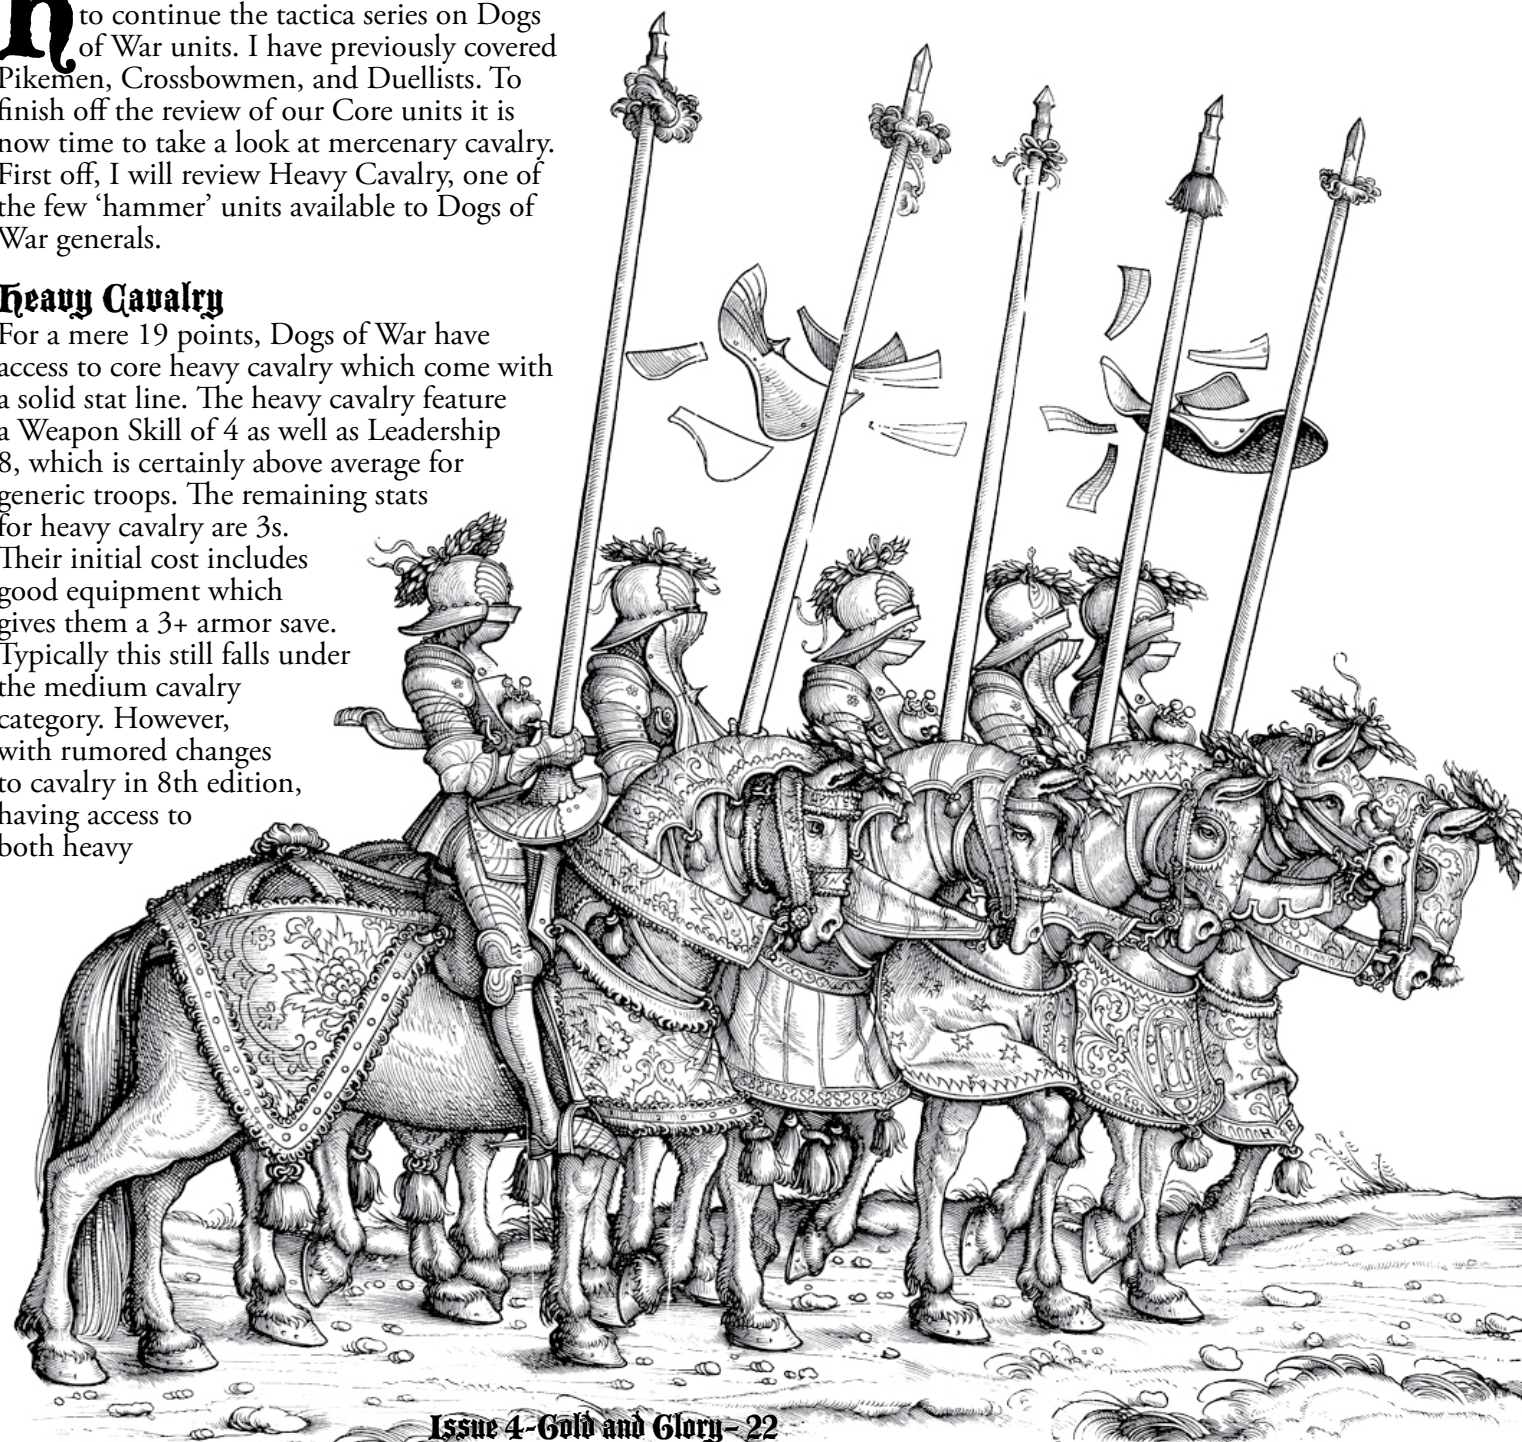 h to continue the tactica series on Dogs
of War units. I have previously covered
Pikemen, Crossbowmen, and Duellists. To
finish off the review of our Core units it is
now time to take a look at mercenary cavalry.
First off, I will review Heavy Cavalry, one of
the few ‘hammer’ units available to Dogs of
War generals.
Heavy Cavalry
For a mere 19 points, Dogs of War have
access to core heavy cavalry which come with
a solid stat line. The heavy cavalry feature
a Weapon Skill of 4 as well as Leadership
8, which is certainly above average for
generic troops. The remaining stats
for heavy cavalry are 3s.
Their initial cost includes
good equipment which
gives them a 3+ armor save.
Typically this still falls under
the medium cavalry
category. However,
with rumored changes
to cavalry in 8th edition,
having access to
both heavy
H B
Issue 4-Gold and Glory- 22